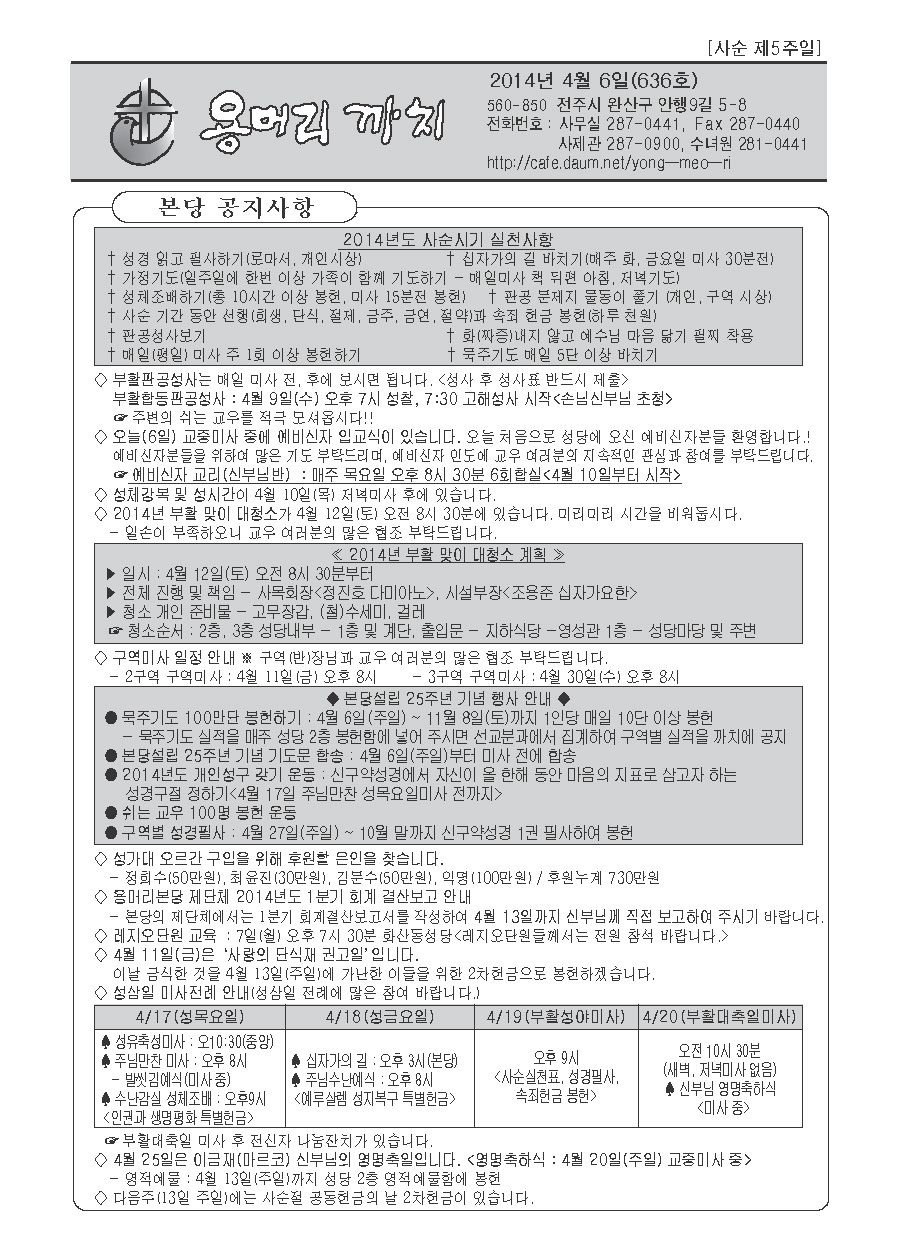 [사순 제5주일]
용머리 까치
2014년 4월 6일(636호)
560-850 전주시 완산구 안행9길 5-8
전화번호 : 사무실 287-0441, Fax 287-0440
사제관 287-0900, 수녀원 281-0441
http://cafe.daum.net/yong—meo—ri
본당 공지사항
2014년도 사순시기 실천사항
† 성경 읽고 필사하기(로마서, 개인시상) † 십자가의 길 바치기(매주 화, 금요일 미사 30분전)
† 가정기도(일주일에 한번 이상 가족이 함께 기도하기 - 매일미사 책 뒤편 아침, 저녁기도)
† 성체조배하기(총 10시간 이상 봉헌, 미사 15분전 봉헌) † 판공 문제지 물동이 풀기 (개인, 구역 시상)
† 사순 기간 동안 선행(희생, 단식, 절제, 금주, 금연, 절약)과 속죄 헌금 봉헌(하루 천원)
† 판공성사보기 † 화(짜증)내지 않고 예수님 마음 닮기 팔찌 착용
† 매일(평일) 미사 주 1회 이상 봉헌하기 † 묵주기도 매일 5단 이상 바치기
◇ 부활판공성사는 매일 미사 전, 후에 보시면 됩니다. <성사 후 성사표 반드시 제출>
부활합동판공성사 : 4월 9일(수) 오후 7시 성찰, 7:30 고해성사 시작<손님신부님 초청>
☞ 주변의 쉬는 교우를 적극 모셔옵시다!!
◇ 오늘(6일) 교중미사 중에 예비신자 입교식이 있습니다. 오늘 처음으로 성당에 오신 예비신자분들 환영합니다.!
예비신자분들을 위하여 많은 기도 부탁드리며, 예비신자 인도에 교우 여러분의 지속적인 관심과 참여를 부탁드립니다.
☞ 예비신자 교리(신부님반) : 매주 목요일 오후 8시 30분 6회합실<4월 10일부터 시작>
◇ 성체강복 및 성시간이 4월 10일(목) 저녁미사 후에 있습니다.
◇ 2014년 부활 맞이 대청소가 4월 12일(토) 오전 8시 30분에 있습니다. 미리미리 시간을 비워둡시다.
- 일손이 부족하오니 교우 여러분의 많은 협조 부탁드립니다.
≪ 2014년 부활 맞이 대청소 계획 ≫
▶ 일시 : 4월 12일(토) 오전 8시 30분부터
▶ 전체 진행 및 책임 - 사목회장<정진호 다미아노>, 시설부장<조용준 십자가요한>
▶ 청소 개인 준비물 - 고무장갑, (철)수세미, 걸레
☞ 청소순서 : 2층, 3층 성당내부 - 1층 및 계단, 출입문 - 지하식당 -영성관 1층 - 성당마당 및 주변
◇ 구역미사 일정 안내 ※ 구역(반)장님과 교우 여러분의 많은 협조 부탁드립니다.
- 2구역 구역미사 : 4월 11일(금) 오후 8시 - 3구역 구역미사 : 4월 30일(수) 오후 8시
◆ 본당설립 25주년 기념 행사 안내 ◆
● 묵주기도 100만단 봉헌하기 : 4월 6일(주일) ~ 11월 8일(토)까지 1인당 매일 10단 이상 봉헌
- 묵주기도 실적을 매주 성당 2층 봉헌함에 넣어 주시면 선교분과에서 집계하여 구역별 실적을 까치에 공지
● 본당설립 25주년 기념 기도문 합송 : 4월 6일(주일)부터 미사 전에 합송
● 2014년도 개인성구 갖기 운동 : 신구약성경에서 자신이 올 한해 동안 마음의 지표로 삼고자 하는
성경구절 정하기<4월 17일 주님만찬 성목요일미사 전까지>
● 쉬는 교우 100명 봉헌 운동
● 구역별 성경필사 : 4월 27일(주일) ~ 10월 말까지 신구약성경 1권 필사하여 봉헌
◇ 성가대 오르간 구입을 위해 후원할 은인을 찾습니다.
- 정희수(50만원), 최윤진(30만원), 김분수(50만원), 익명(100만원) / 후원누계 730만원
◇ 용머리본당 제단체 2014년도 1분기 회계 결산보고 안내
- 본당의 제단체에서는 1분기 회계결산보고서를 작성하여 4월 13일까지 신부님께 직접 보고하여 주시기 바랍니다.
◇ 레지오단원 교육 : 7일(월) 오후 7시 30분 화산동성당<레지오단원들께서는 전원 참석 바랍니다.>
◇ 4월 11일(금)은 ‘사랑의 단식재 권고일’입니다.
이날 금식한 것을 4월 13일(주일)에 가난한 이들을 위한 2차헌금으로 봉헌하겠습니다.
◇ 성삼일 미사전례 안내(성삼일 전례에 많은 참여 바랍니다.)
4/17(성목요일) 4/18(성금요일) 4/19(부활성야미사) 4/20(부활대축일미사)
♠ 성유축성미사 : 오10:30(중앙)
♠ 주님만찬 미사 : 오후 8시
- 발씻김예식(미사 중)
♠ 수난감실 성체조배 : 오후9시
<인권과 생명평화 특별헌금>
♠ 십자가의 길 : 오후 3시(본당)
♠ 주님수난예식 : 오후 8시
<예루살렘 성지복구 특별헌금>
오후 9시
<사순실천표, 성경필사,
속죄헌금 봉헌>
오전 10시 30분
(새벽, 저녁미사 없음)
♠ 신부님 영명축하식
<미사 중>
☞ 부활대축일 미사 후 전신자 나눔잔치가 있습니다.
◇ 4월 25일은 이금재(마르코) 신부님의 영명축일입니다. <영명축하식 : 4월 20일(주일) 교중미사 중>
- 영적예물 : 4월 13일(주일)까지 성당 2층 영적예물함에 봉헌
◇ 다음주(13일 주일)에는 사순절 공동헌금의 날 2차헌금이 있습니다.